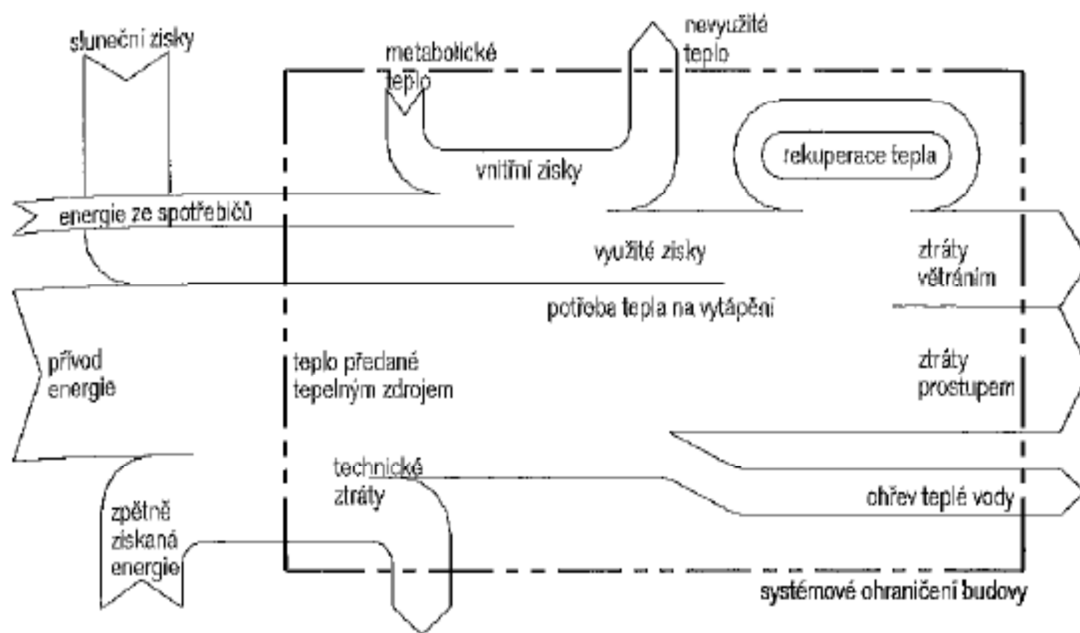 sluneční zisky
metabolické
teplo
nevyužité
teplo
vnitřní zisky
rekuperace tepla
energie ze spotřebičů
využité zisky
ztráty
větráním
potřeba tepla na vytápění
přívod
energie
teplo předané
tepelným zdrojem
ztráty
prostupem
technické
ztráty
ohřev teplé vody
zpětně
získaná
energie
systémové ohraničení budovy